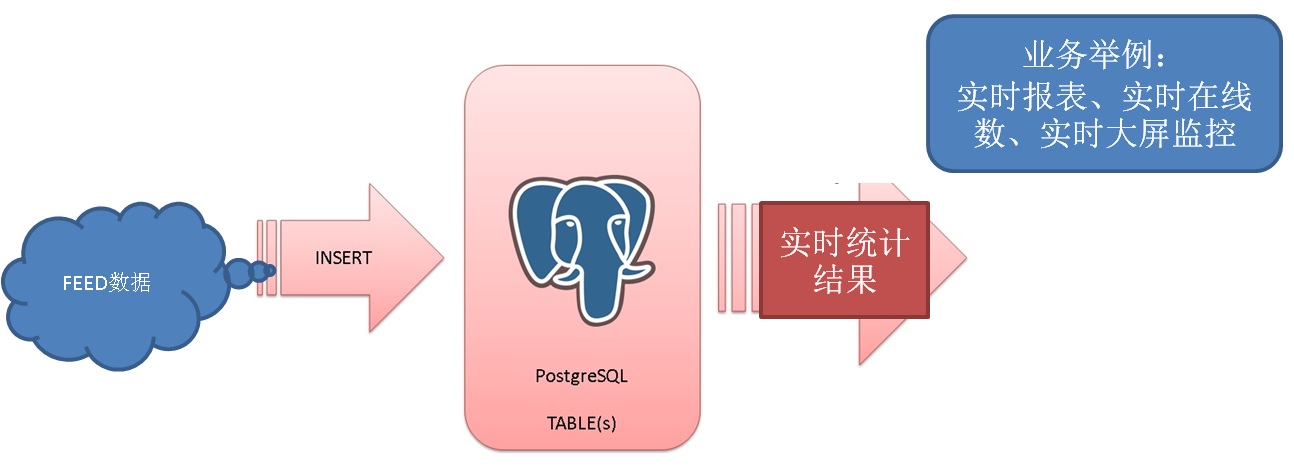 业务举例：
实时报表、实时在线
数、实时大屏监控
FEED数据
INSERT
实时统计
结果
PostgreSQL
TABLE(s)